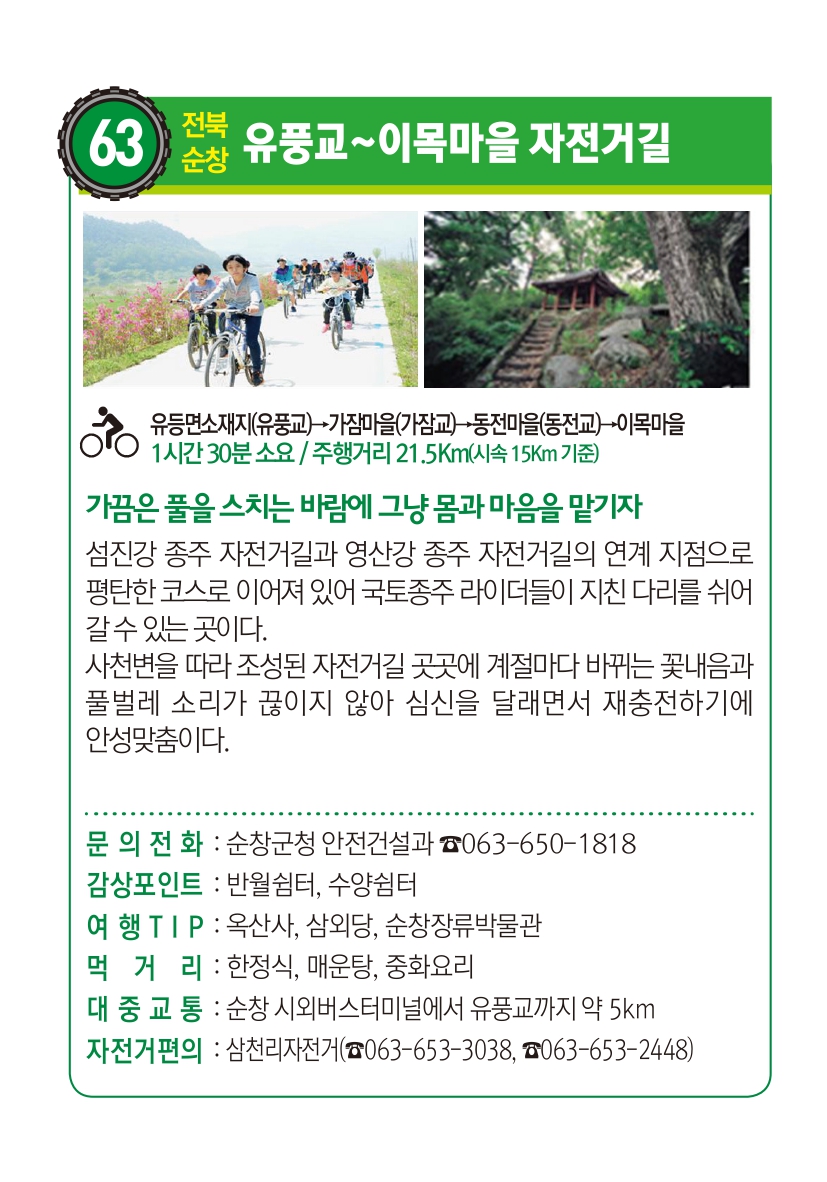 63
전북
순창
유풍교~이목마을 자전거길
유등면소재지(유풍교)→가잠마을(가잠교)→동전마을(동전교)→이목마을
1시간 30분 소요 / 주행거리 21.5Km(시속 15Km 기준)
가끔은 풀을 스치는 바람에 그냥 몸과 마음을 맡기자
섬진강 종주 자전거길과 영산강 종주 자전거길의 연계 지점으로
평탄한 코스로 이어져 있어 국토종주 라이더들이 지친 다리를 쉬어
갈 수 있는 곳이다.
사천변을 따라 조성된 자전거길 곳곳에 계절마다 바뀌는 꽃내음과
풀벌레 소리가 끊이지 않아 심신을 달래면서 재충전하기에
안성맞춤이다.
문 의 전 화 : 순창군청 안전건설과 ☎063-650-1818
감상포인트 : 반월쉼터, 수양쉼터
여 행 T I P : 옥산사, 삼외당, 순창장류박물관
먹 거 리 : 한정식, 매운탕, 중화요리
대 중 교 통 : 순창 시외버스터미널에서 유풍교까지 약 5km
자전거편의 : 삼천리자전거(☎063-653-3038, ☎063-653-2448)